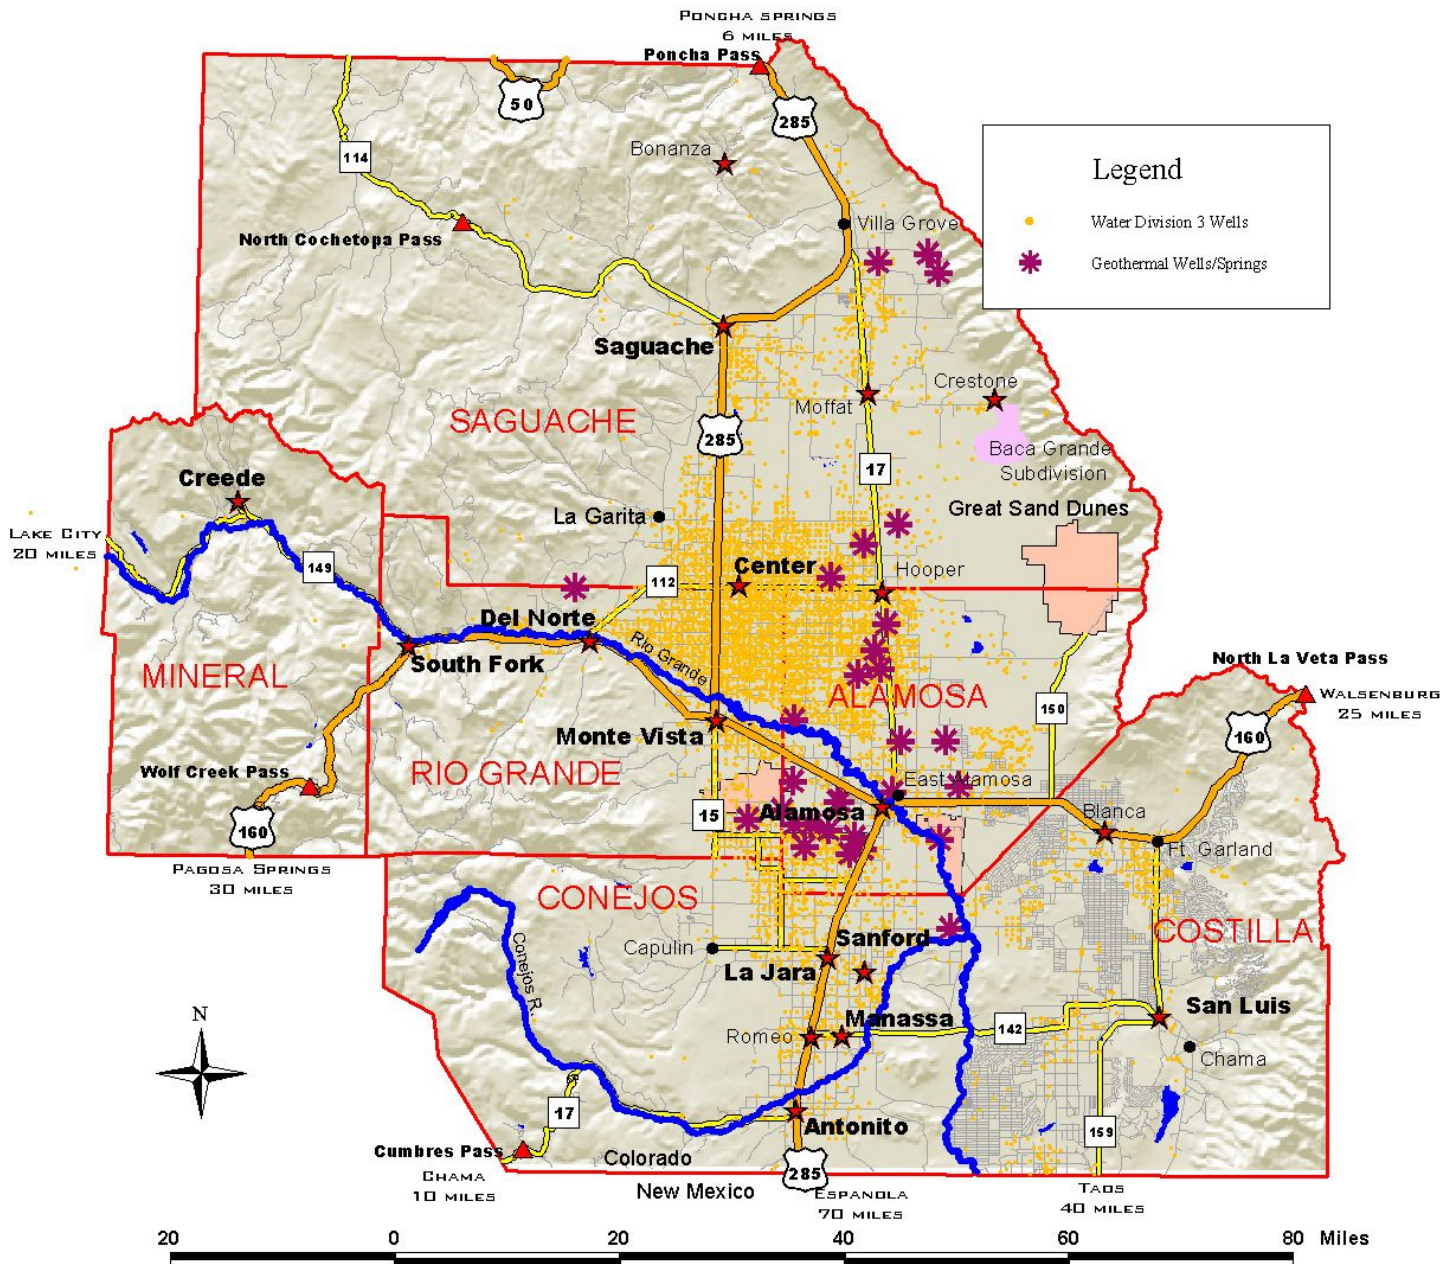 PONCHA SPRINGS
6 MILES
Poncha Pass
50
285
Bonanza
114
Legend
Water Division 3 Wells
Geothermal Wells/Springs
Villa Grove
North Cochetopa Pass
Saguache
Crestone
Moffat
SAGUACHE
285
Baca Grande
Subdivision
17
Creede
Great Sand Dunes
La Garita
LAKE CITY
20 MILES
149
112
Center
Hooper
Del Norte
Rio Grande
South Fork
MINERAL
North La Veta Pass
WALSENBURG
25 MILES
ALAMOSA
150
160
Monte Vista
RIO GRANDE
Wolf Creek Pass
East Alamosa
15
Alamosa
Blanca
160
Ft. Garland
PAGOSA SPRINGS
30 MILES
CONEJOS
COSTILLA
Capulin
Sanford
La Jara
Conejos R.
San Luis
N
Romeo
Manassa
142
Chama
17
Antonito
159
Cumbres Pass
CHAMA
10 MILES
Colorado
New Mexico
285
ESPANOLA
70 MILES
TAOS
40 MILES
20 0 20 40 60 80 Miles